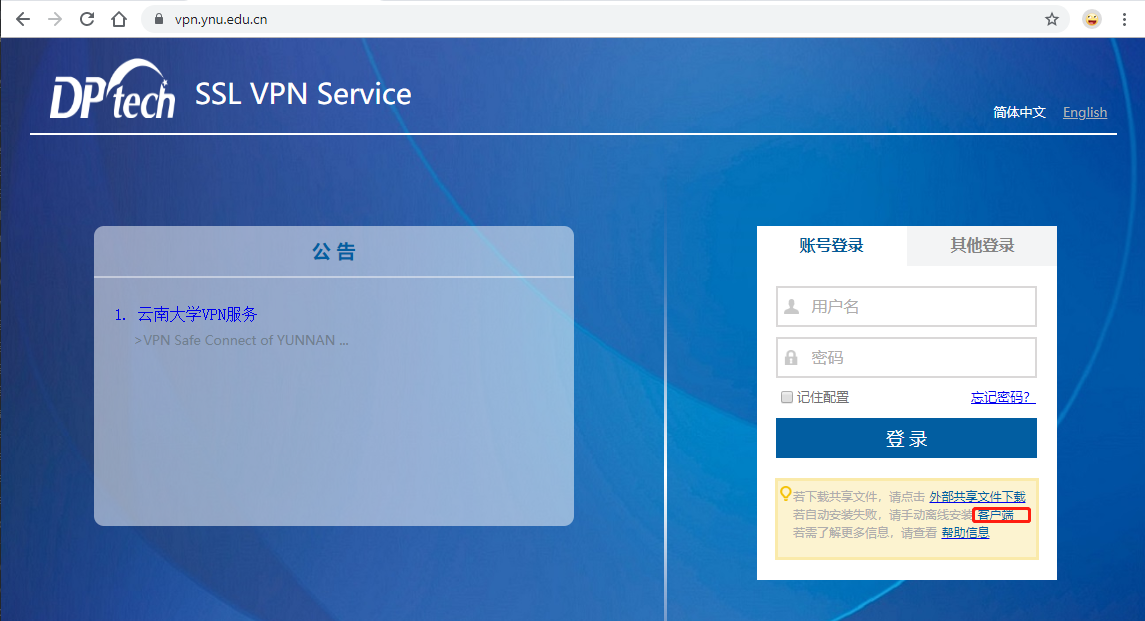 vpn.ynu.edu.cn
DPtech SSL VPN Service
简体中文 English
公 告
1. 云南大学VPN服务
>VPN Safe Connect of YUNNAN ...
账号登录 其他登录
用户名
密码
记住配置 忘记密码?
登 录
若下载共享文件，请点击 外部共享文件下载
若自动安装失败，请手动离线安装 客户端
若需了解更多信息，请查看 帮助信息